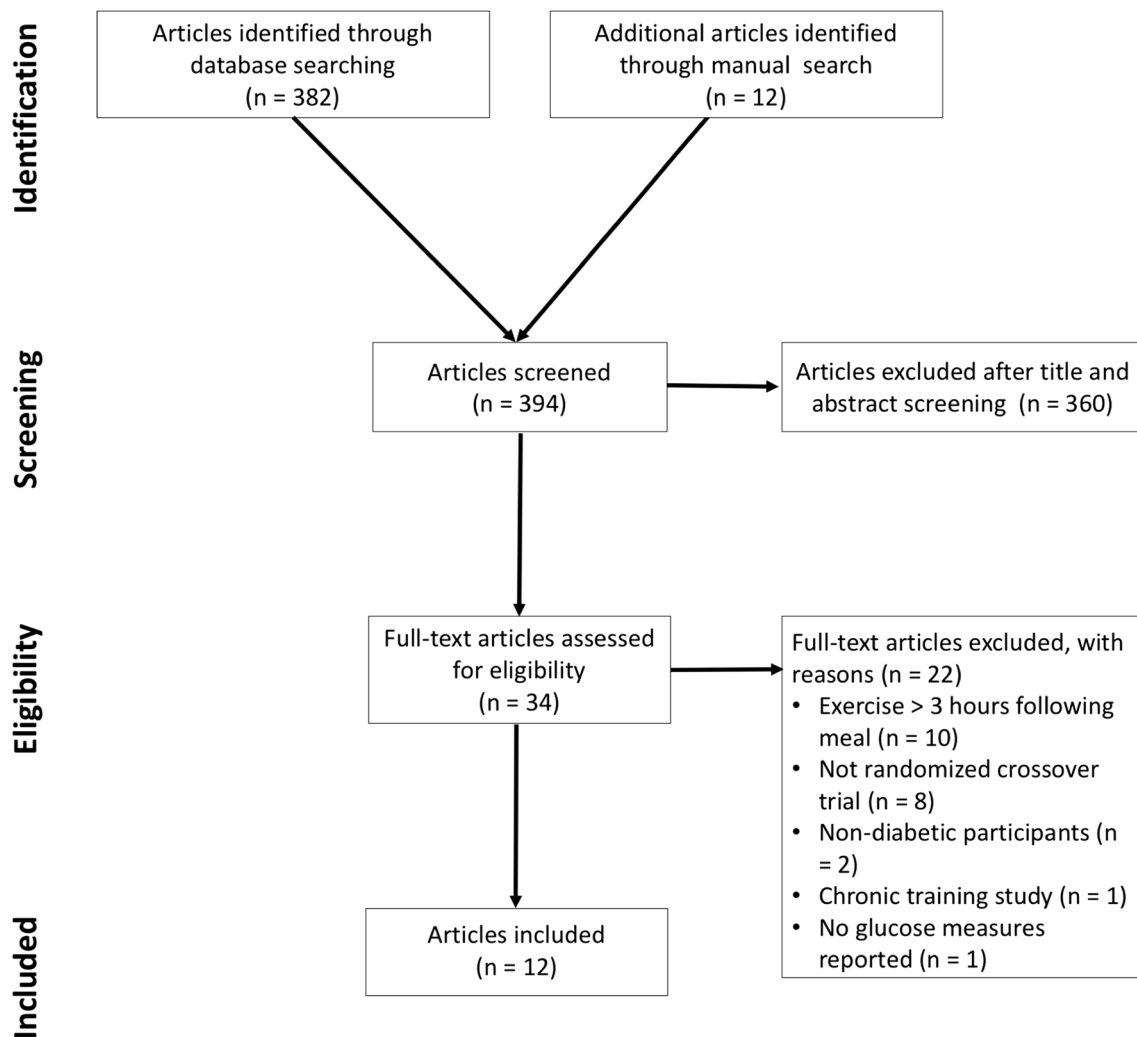 Identification
Articles identified through
database searching
(n = 382)
Additional articles identified
through manual search
(n = 12)
Screening
Articles screened
(n = 394)
Articles excluded after title and
abstract screening (n = 360)
Eligibility
Full-text articles assessed
for eligibility
(n = 34)
Full-text articles excluded, with
reasons (n = 22)
• Exercise > 3 hours following
meal (n = 10)
• Not randomized crossover
trial (n = 8)
• Non-diabetic participants (n
= 2)
• Chronic training study (n = 1)
• No glucose measures
reported (n = 1)
Included
Articles included
(n = 12)